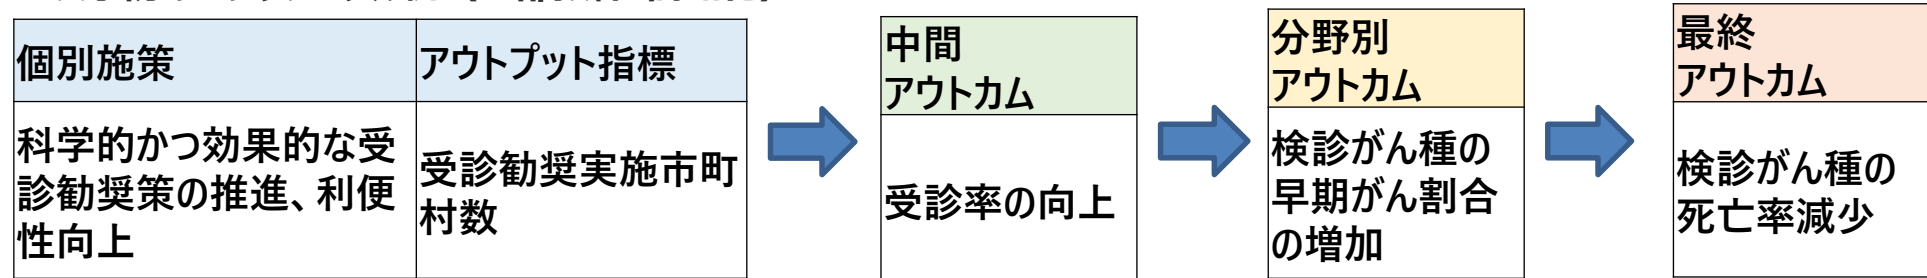 個別施策
アウトプット指標
科学的かつ効果的な受
診勧奨策の推進、利便
性向上
受診勧奨実施市町
村数
中間
アウトカム
受診率の向上
分野別
アウトカム
検診がん種の
早期がん割合
の増加
最終
アウトカム
検診がん種の
死亡率減少